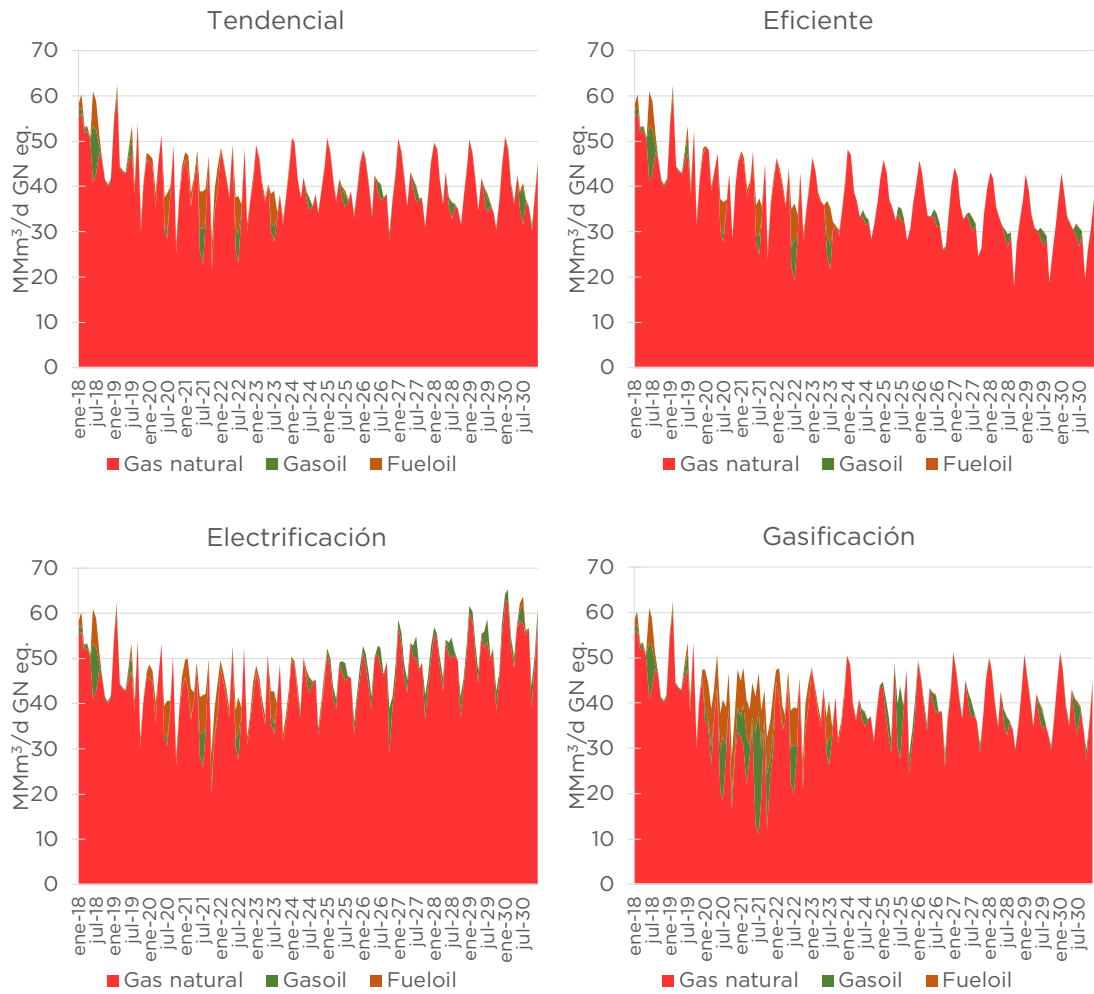 Tendencial
MMm³/d GN eq.
70
60
50
40
30
20
10
0
ene-18
jul-18
ene-19
jul-19
ene-20
jul-20
ene-21
jul-21
ene-22
jul-22
ene-23
jul-23
ene-24
jul-24
ene-25
jul-25
ene-26
jul-26
ene-27
jul-27
ene-28
jul-28
ene-29
jul-29
ene-30
jul-30
Gas natural Gasoil Fueloil
Eficiente
MMm³/d GN eq.
70
60
50
40
30
20
10
0
ene-18
jul-18
ene-19
jul-19
ene-20
jul-20
ene-21
jul-21
ene-22
jul-22
ene-23
jul-23
ene-24
jul-24
ene-25
jul-25
ene-26
jul-26
ene-27
jul-27
ene-28
jul-28
ene-29
jul-29
ene-30
jul-30
Gas natural Gasoil Fueloil
Electrificación
MMm³/d GN eq.
70
60
50
40
30
20
10
0
ene-18
jul-18
ene-19
jul-19
ene-20
jul-20
ene-21
jul-21
ene-22
jul-22
ene-23
jul-23
ene-24
jul-24
ene-25
jul-25
ene-26
jul-26
ene-27
jul-27
ene-28
jul-28
ene-29
jul-29
ene-30
jul-30
Gas natural Gasoil Fueloil
Gasificación
MMm³/d GN eq.
70
60
50
40
30
20
10
0
ene-18
jul-18
ene-19
jul-19
ene-20
jul-20
ene-21
jul-21
ene-22
jul-22
ene-23
jul-23
ene-24
jul-24
ene-25
jul-25
ene-26
jul-26
ene-27
jul-27
ene-28
jul-28
ene-29
jul-29
ene-30
jul-30
Gas natural Gasoil Fueloil